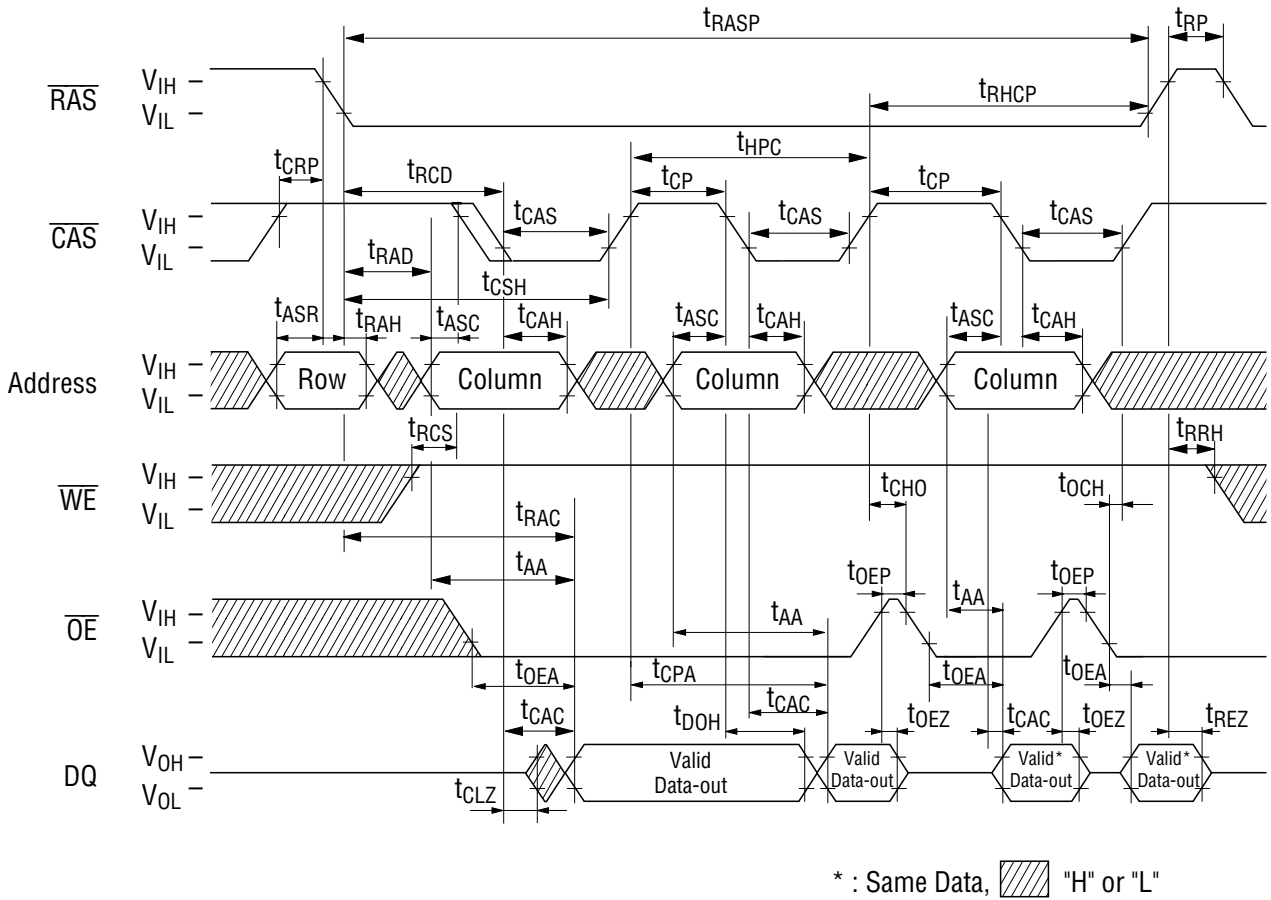 tRASP
tRP
RAS
VIH
VIL
tRHCP
tHPC
tCRP
tRCD
tCP
tCP
CAS
VIH
VIL
tCAS
tCAS
tCAS
tRAD
tCSH
tASR
tRAH
tASC
tCAH
tASC
tCAH
tASC
tCAH
Address
VIH
VIL
Row
Column
Column
Column
tRCS
tRRH
WE
VIH
VIL
tCHO
tOCH
tRAC
tAA
tOEP
tOEP
OE
VIH
VIL
tAA
tAA
tOEA
tCPA
tOEA
tOEA
tCAC
tCAC
tDOH
tOEZ
tCAC
tOEZ
tREZ
DQ
VOH
VOL
Valid
Data-out
Valid
Data-out
Valid*
Data-out
Valid*
Data-out
tCLZ
* : Same Data, "H" or "L"